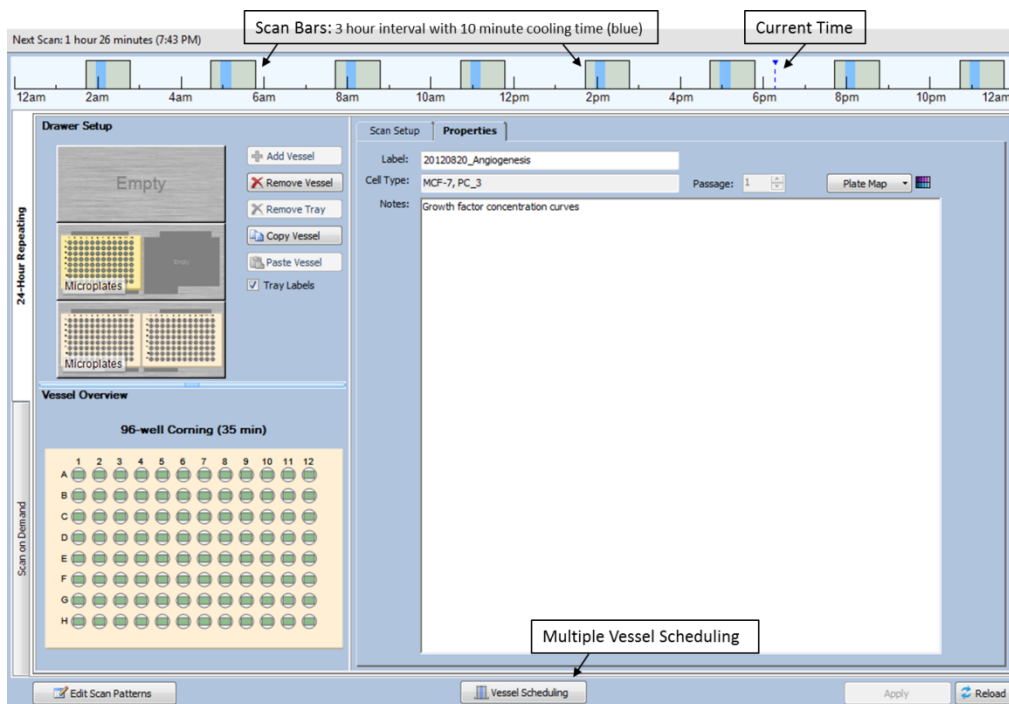 Scan Bars: 3 hour interval with 10 minute cooling time (blue)
Current Time
Next Scan: 1 hour 26 minutes (7:43 PM)
12am 2am 4am 6am 8am 10am 12pm 2pm 4pm 6pm 8pm 10pm 12am
24-Hour Repeating
Scan on Demand
Drawer Setup
Empty
Add Vessel
Remove Vessel
Remove Tray
Copy Vessel
Paste Vessel
Tray Labels
Empty
Microplates
Microplates
Vessel Overview
96-well Corning (35 min)
1 2 3 4 5 6 7 8 9 10 11 12
A
B
C
D
E
F
G
H
Scan Setup Properties
Label: 20120820_Angiogenesis
Cell Type: MCF-7, PC_3 Passage: 1 Plate Map
Notes: Growth factor concentration curves
Multiple Vessel Scheduling
Edit Scan Patterns Vessel Scheduling Apply Reload